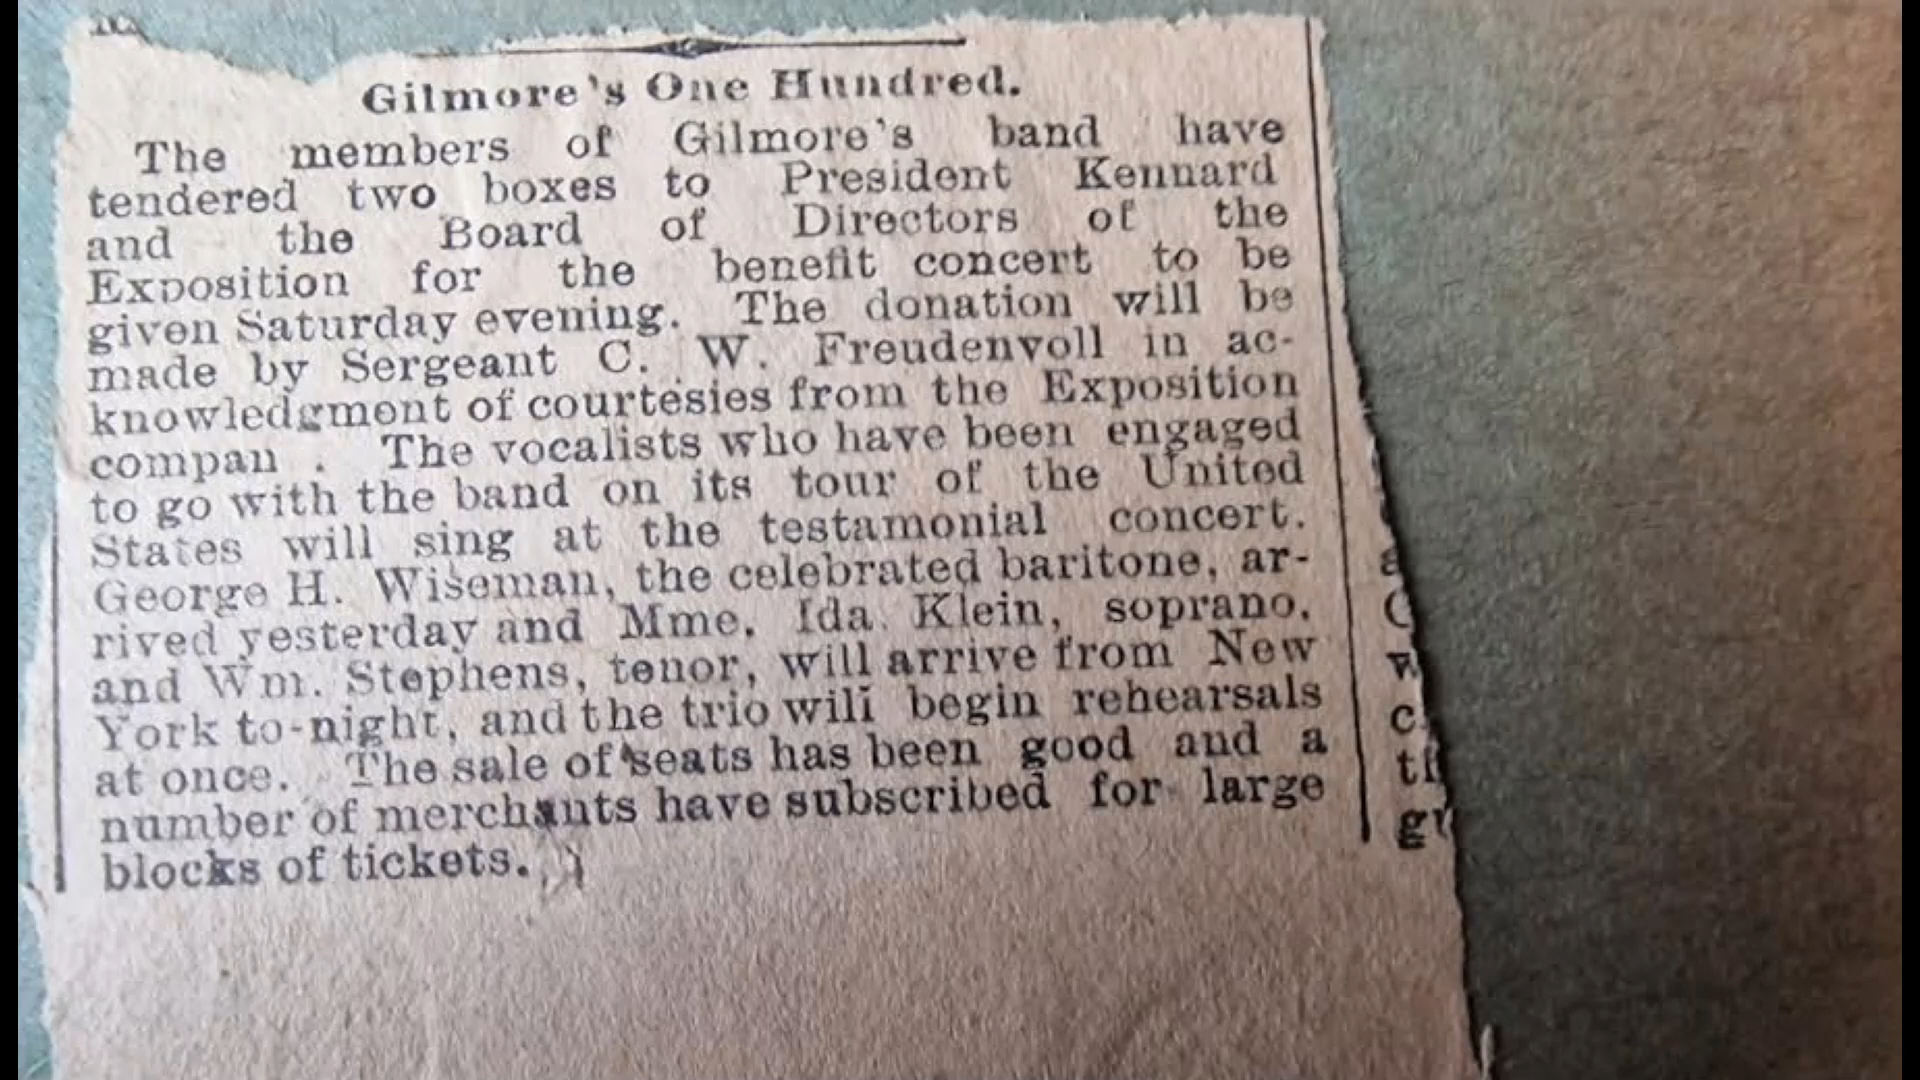 Gilmore's One Hundred.
The members of Gilmore's band have
tendered two boxes to President Kennard
and the Board of Directors of the
Exposition for the benefit concert to be
given Saturday evening. The donation will be
made by Sergeant C. W. Freudenvoll in ac-
knowledgment of courtesies from the Exposition
compan . The vocalists who have been engaged
to go with the band on its tour of the United
States will sing at the testamonial concert.
George H. Wiseman, the celebrated baritone, ar-
rived yesterday and Mme. Ida Klein, soprano,
and Wm. Stephens, tenor, will arrive from New
York to-night, and the trio will begin rehearsals
at once. The sale of seats has been good and a
number of merchants have subscribed for large
blocks of tickets.